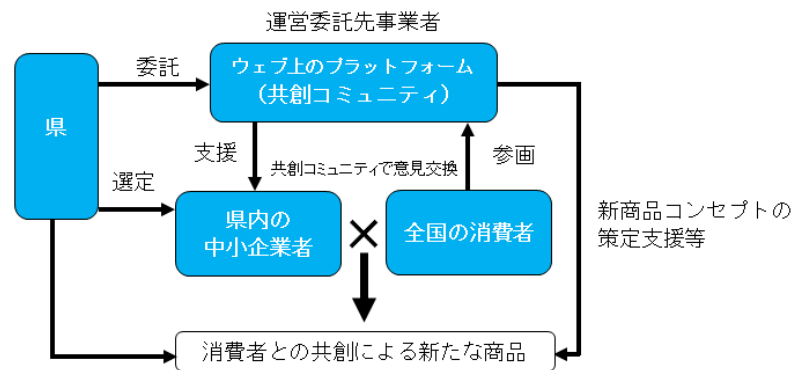 運営委託先事業者
委託
ウェブ上のプラットフォーム
（共創コミュニティ）
県
支援
共創コミュニティで意見交換
参画
選定
県内の
中小企業者
×
全国の消費者
新商品コンセプトの
策定支援等
消費者との共創による新たな商品